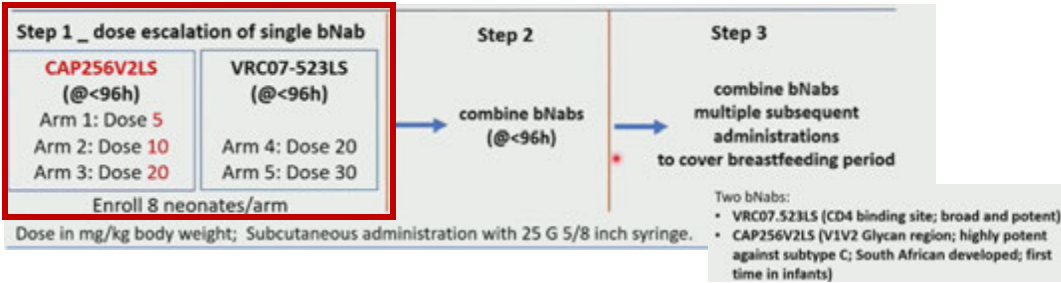 Step 1 _ dose escalation of single bNab
CAP256V2LS
(@<96h)
Arm 1: Dose 5
Arm 2: Dose 10
Arm 3: Dose 20
VRC07-523LS
(@<96h)
Arm 4: Dose 20
Arm 5: Dose 30
Enroll 8 neonates/arm
Step 2
combine bNabs
(@<96h)
Step 3
combine bNabs
multiple subsequent
administrations
to cover breastfeeding period
Dose in mg/kg body weight; Subcutaneous administration with 25 G 5/8 inch syringe.
Two bNabs:
• VRC07.523LS (CD4 binding site; broad and potent)
• CAP256V2LS (V1V2 Glycan region; highly potent
against subtype C; South African developed; first
time in infants)